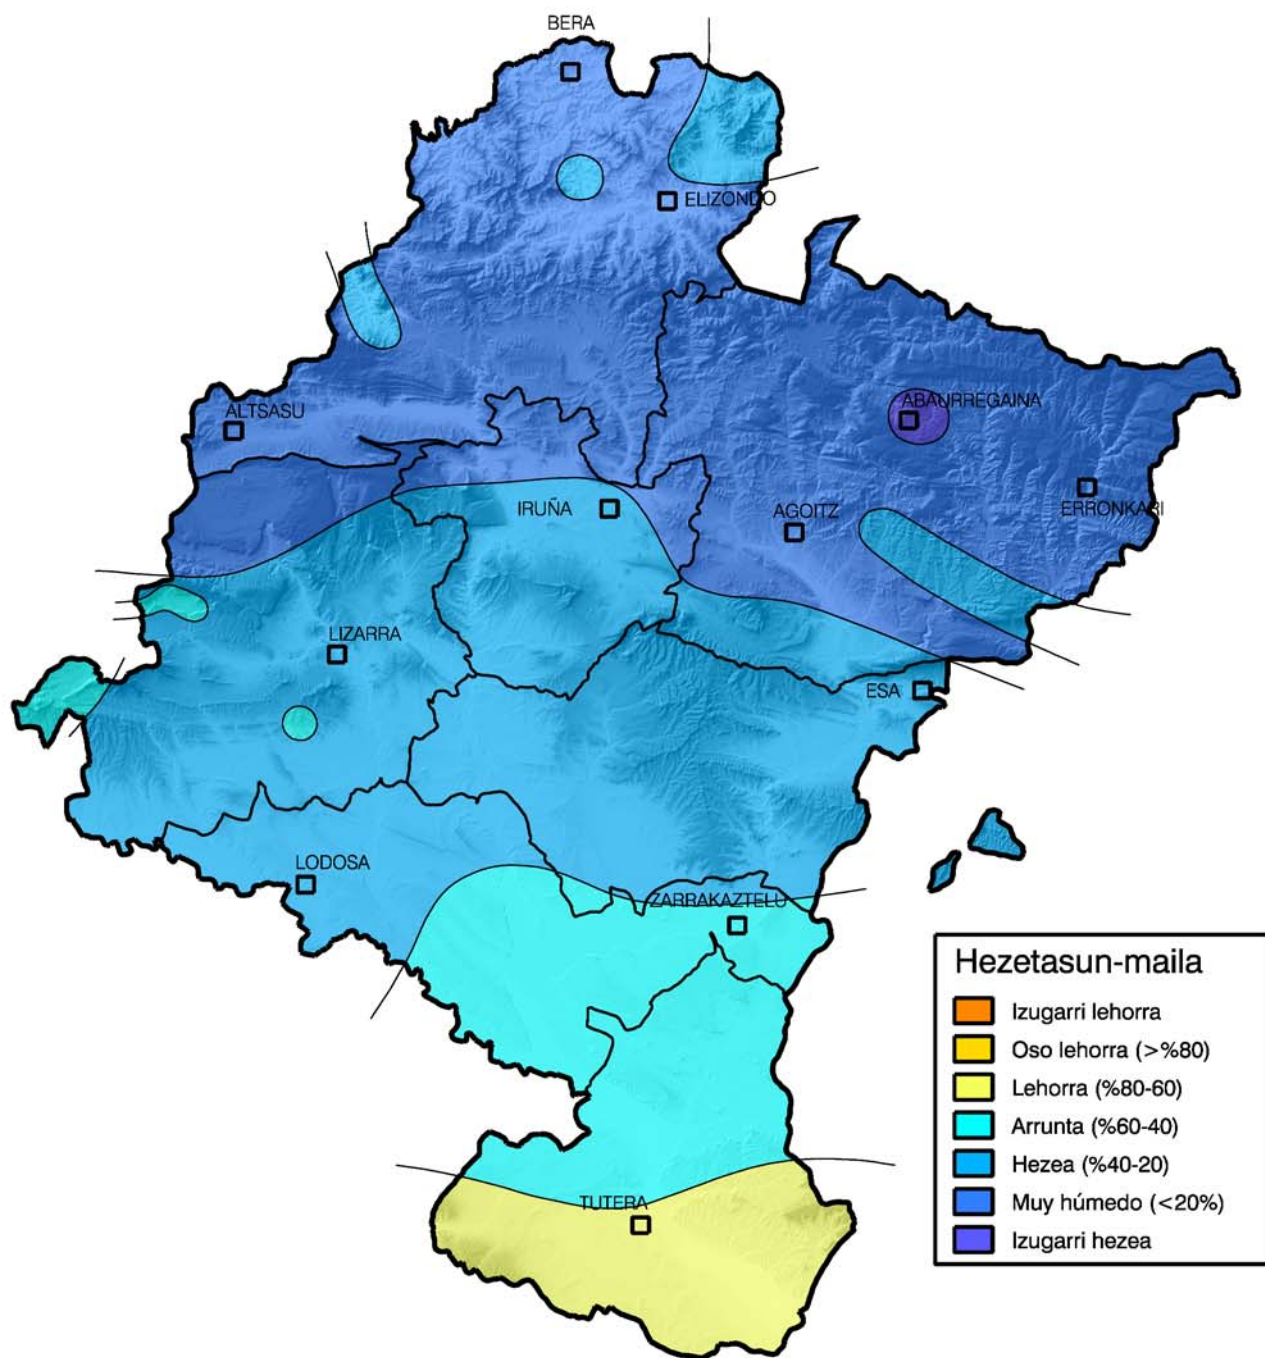 BERA
ELIZONDO
ALTSASU
ABAURREGAINA
IRUÑA
AGOITZ
ERRONKARI
LIZARRA
ESA
LODOSA
ZARRAKAZTELU
TUTERA
Hezetasun-maila
Izugarri lehorra
Oso lehorra (>%80)
Lehorra (%80-60)
Arrunta (%60-40)
Hezea (%40-20)
Muy húmedo (<20%)
Izugarri hezea